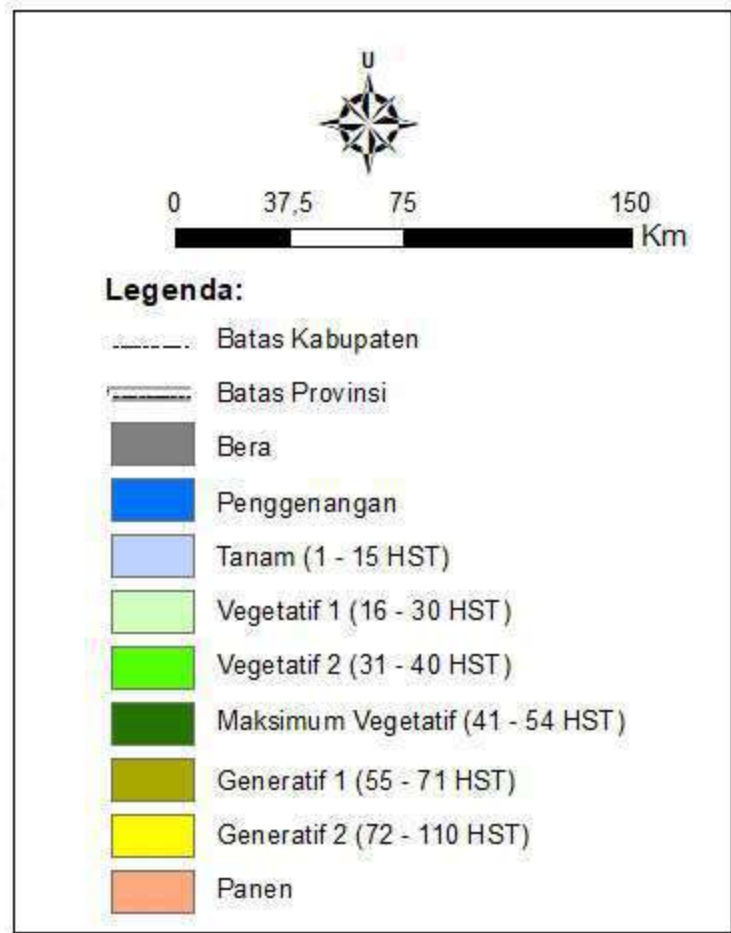 U
0 37,5 75 150
Km
Legenda:
Batas Kabupaten
Batas Provinsi
Bera
Penggenangan
Tanam (1 - 15 HST)
Vegetatif 1 (16 - 30 HST)
Vegetatif 2 (31 - 40 HST)
Maksimum Vegetatif (41 - 54 HST)
Generatif 1 (55 - 71 HST)
Generatif 2 (72 - 110 HST)
Panen